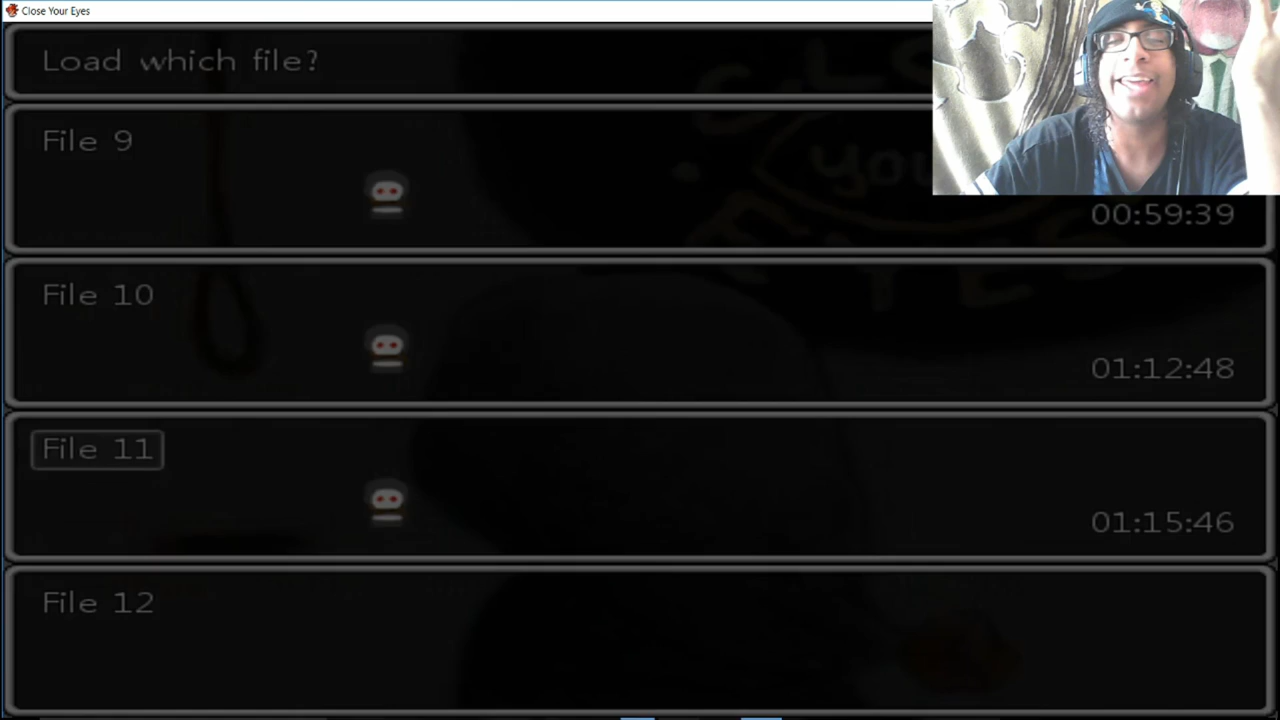 Close Your Eyes
Load which file?
File 9
00:59:39
File 10
01:12:48
File 11
01:15:46
File 12